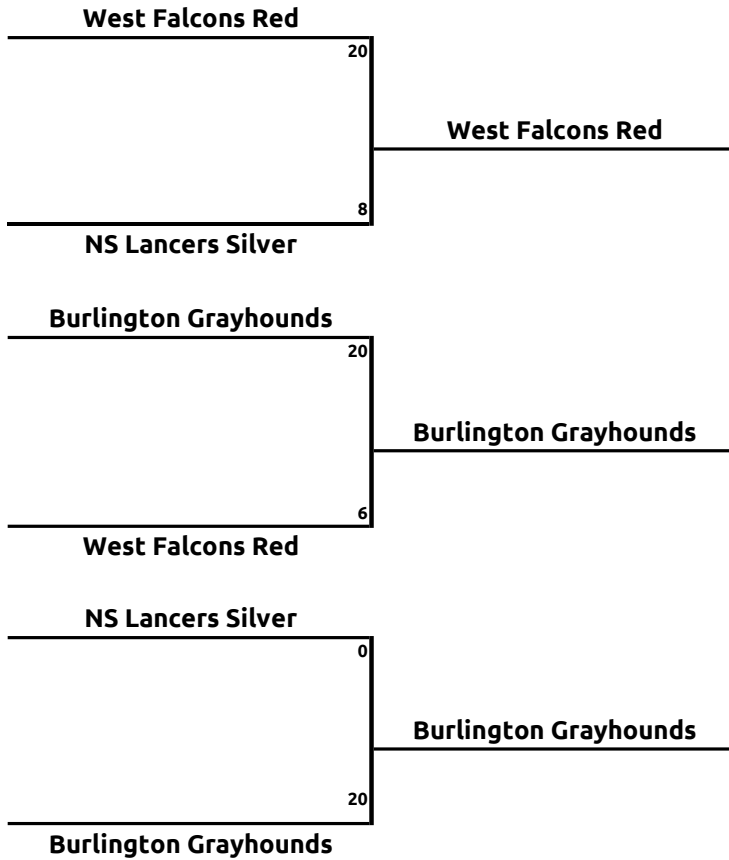 West Falcons Red
20
West Falcons Red
8
NS Lancers Silver
Burlington Grayhounds
20
Burlington Grayhounds
6
West Falcons Red
NS Lancers Silver
0
Burlington Grayhounds
20
Burlington Grayhounds